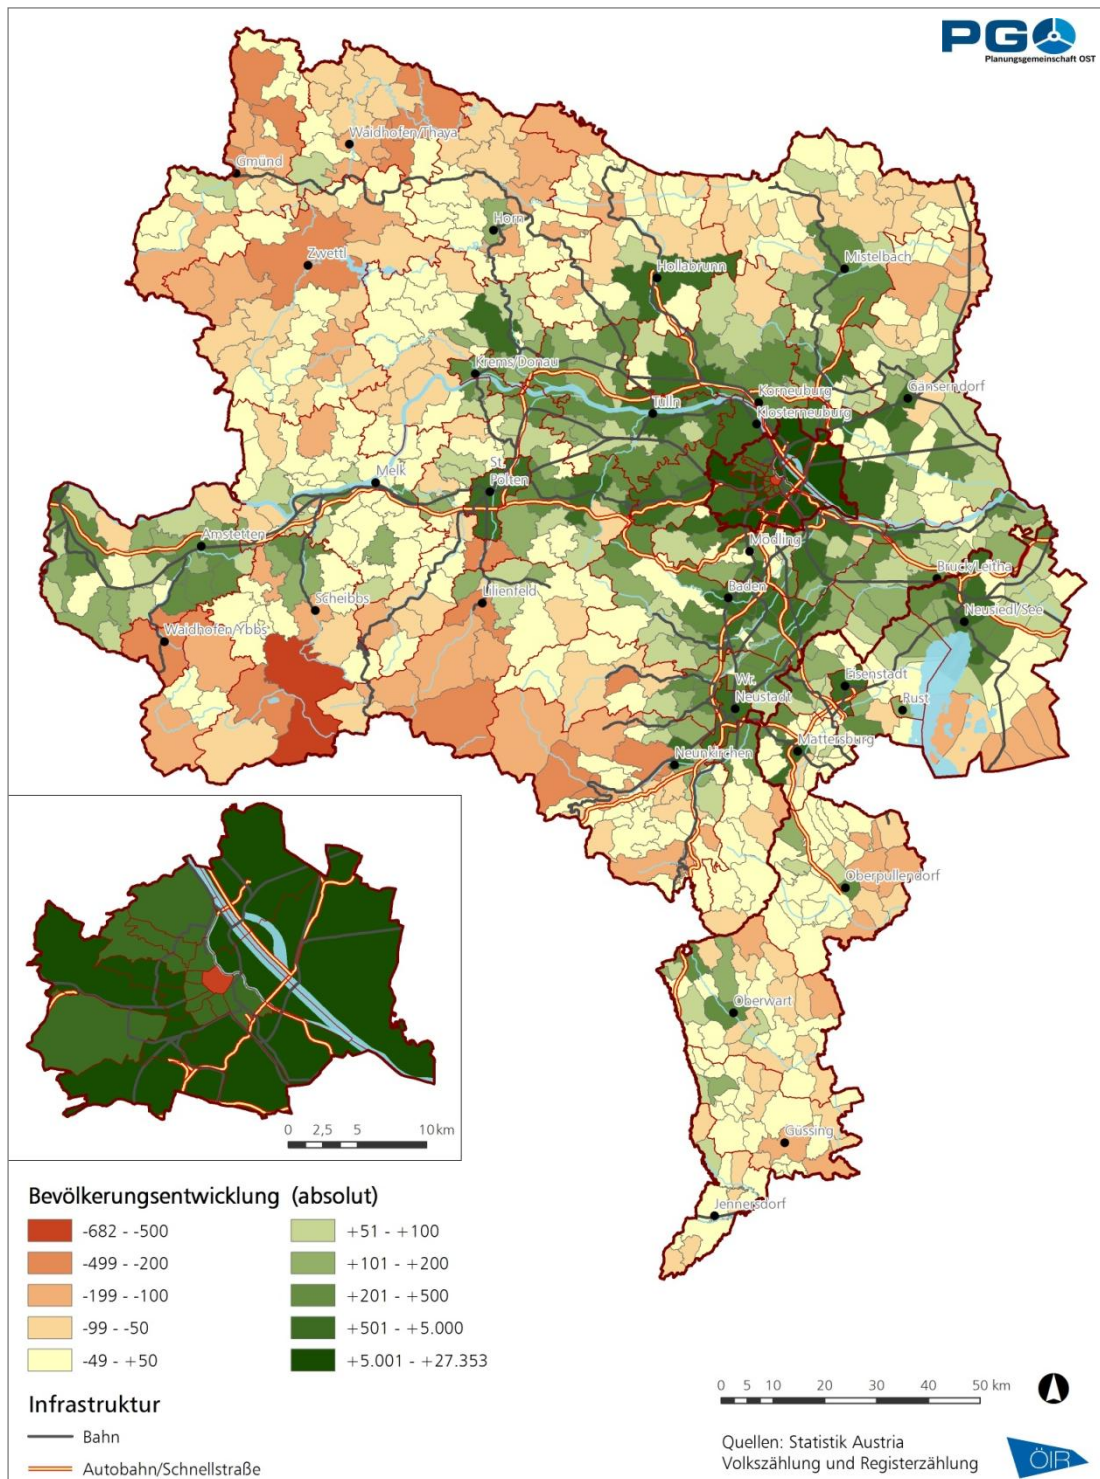 PGO
Planungsgemeinschaft OST
Waidhofen/Thaya
Gmünd
Horn
Zwettl
Hollabrunn
Mistelbach
Krems/Donau
Tulln
Korneuburg
Klosterneuburg
Ganserndorf
Melk
St.
Pölten
Amstetten
Mödling
Scheibbs
Lilienfeld
Baden
Bruck/Leitha
Neusiedl/See
Waidhofen/Ybbs
Wr.
Neustadt
Eisenstadt
Rust
Neunkirchen
Mattersburg
Oberpullendorf
Oberwart
Güssing
Jennersdorf
0 2,5 5 10 km
Bevölkerungsentwicklung (absolut)
-682 - -500
-499 - -200
-199 - -100
-99 - -50
-49 - +50
+51 - +100
+101 - +200
+201 - +500
+501 - +5.000
+5.001 - +27.353
Infrastruktur
Bahn
Autobahn/Schnellstraße
0 5 10 20 30 40 50 km
Quellen: Statistik Austria
Volkszählung und Registerzählung
ÖIR